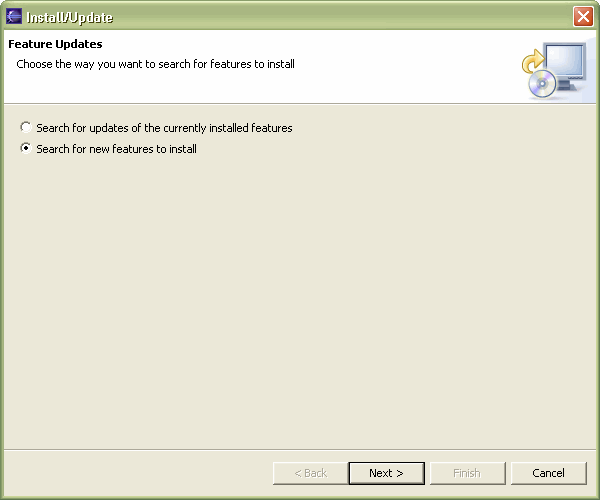 Install/Update
Feature Updates
Choose the way you want to search for features to install
Search for updates of the currently installed features
Search for new features to install
< Back
Next >
Finish
Cancel